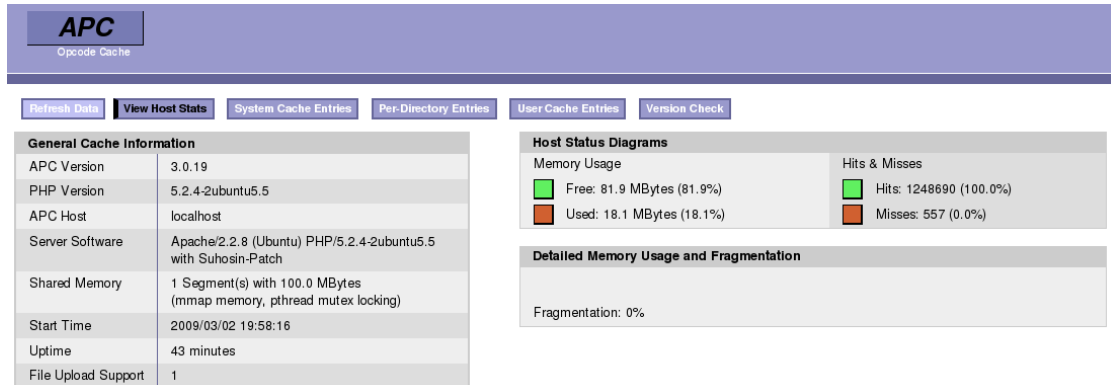 APC
Opcode Cache
Refresh Data
View Host Stats
System Cache Entries
Per-Directory Entries
User Cache Entries
Version Check
General Cache Information
APC Version 3.0.19
PHP Version 5.2.4-2ubuntu5.5
APC Host localhost
Server Software Apache/2.2.8 (Ubuntu) PHP/5.2.4-2ubuntu5.5
with Suhosin-Patch
Shared Memory 1 Segment(s) with 100.0 MBytes
(mmap memory, pthread mutex locking)
Start Time 2009/03/02 19:58:16
Uptime 43 minutes
File Upload Support 1
Host Status Diagrams
Memory Usage Hits & Misses
Free: 81.9 MBytes (81.9%) Hits: 1248690 (100.0%)
Used: 18.1 MBytes (18.1%) Misses: 557 (0.0%)
Detailed Memory Usage and Fragmentation
Fragmentation: 0%